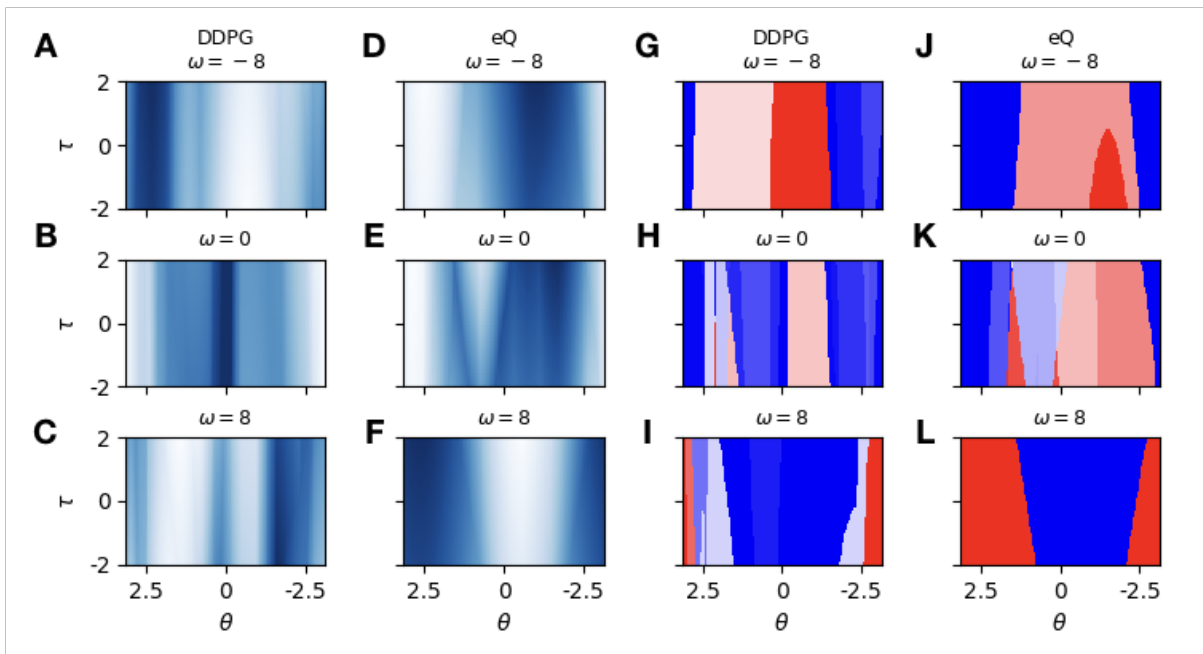 A DDPG D eQ G DDPG J eQ
ω = − 8 ω = − 8 ω = − 8 ω = − 8
2
τ 0
-2
B ω = 0 E ω = 0 H ω = 0 K ω = 0
2
τ 0
-2
C ω = 8 F ω = 8 I ω = 8 L ω = 8
2
τ 0
-2
2.5 0 -2.5 2.5 0 -2.5 2.5 0 -2.5 2.5 0 -2.5
θ θ θ θ